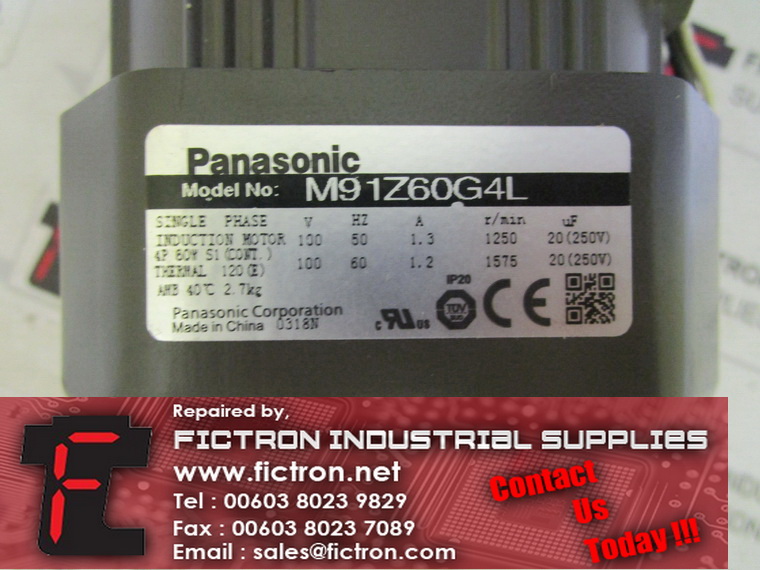 Panasonic
Model No: M91Z60G4L
SINGLE PHASE V HZ A r/min uF
INDUCTION MOTOR 100 50 1.3 1250 20(250V)
4P 60W S1(CONT.)
100 60 1.2 1575 20(250V)
THERMAL 120(E)
AMB 40℃ 2.7kg
IP20
Panasonic Corporation
Made in China 0318N
c RU us
TÜV
CE
Repaired by,
FICTRON INDUSTRIAL SUPPLIES
www.fictron.net
Tel : 00603 8023 9829
Fax : 00603 8023 7089
Email : sales@fictron.com
Contact
Us
Today !!!